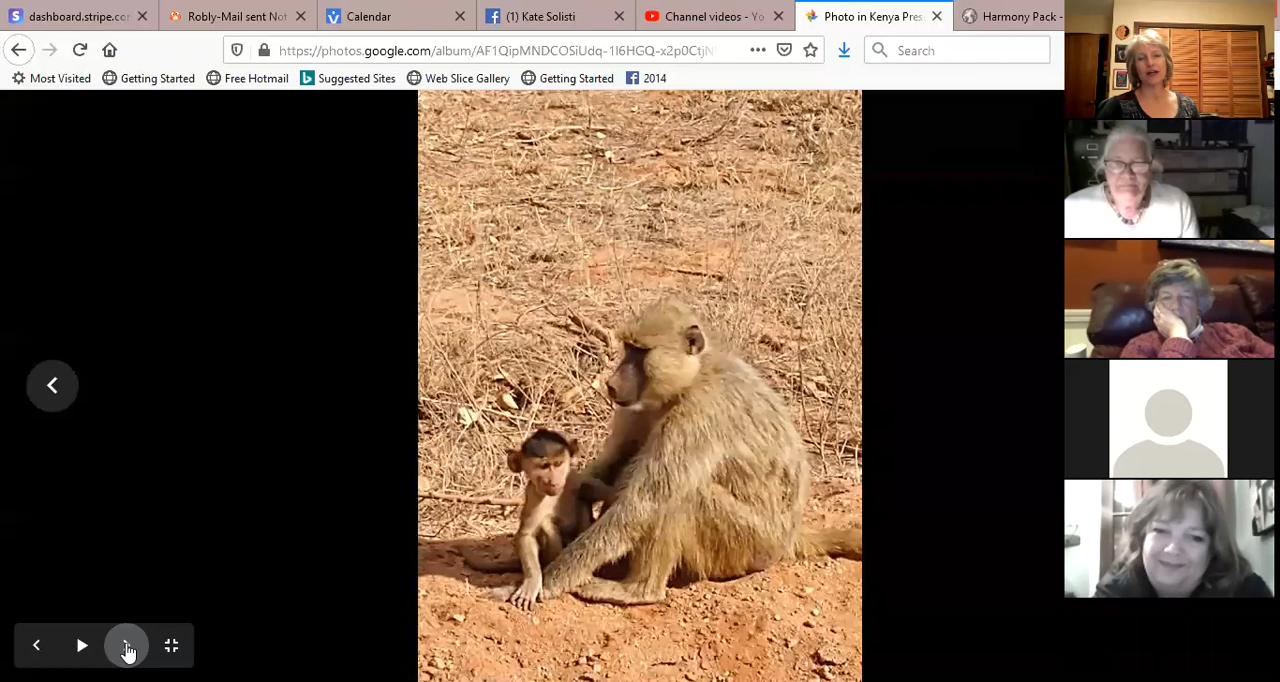 dashboard.stripe.co
Robly-Mail sent Not
Calendar
(1) Kate Solisti
Channel videos - Yo
Photo in Kenya Pres
Harmony Pack -
https://photos.google.com/album/AF1QipMNDCOSiUdq-1I6HGQ-x2p0CtjN
Search
Most Visited
Getting Started
Free Hotmail
Suggested Sites
Web Slice Gallery
Getting Started
2014